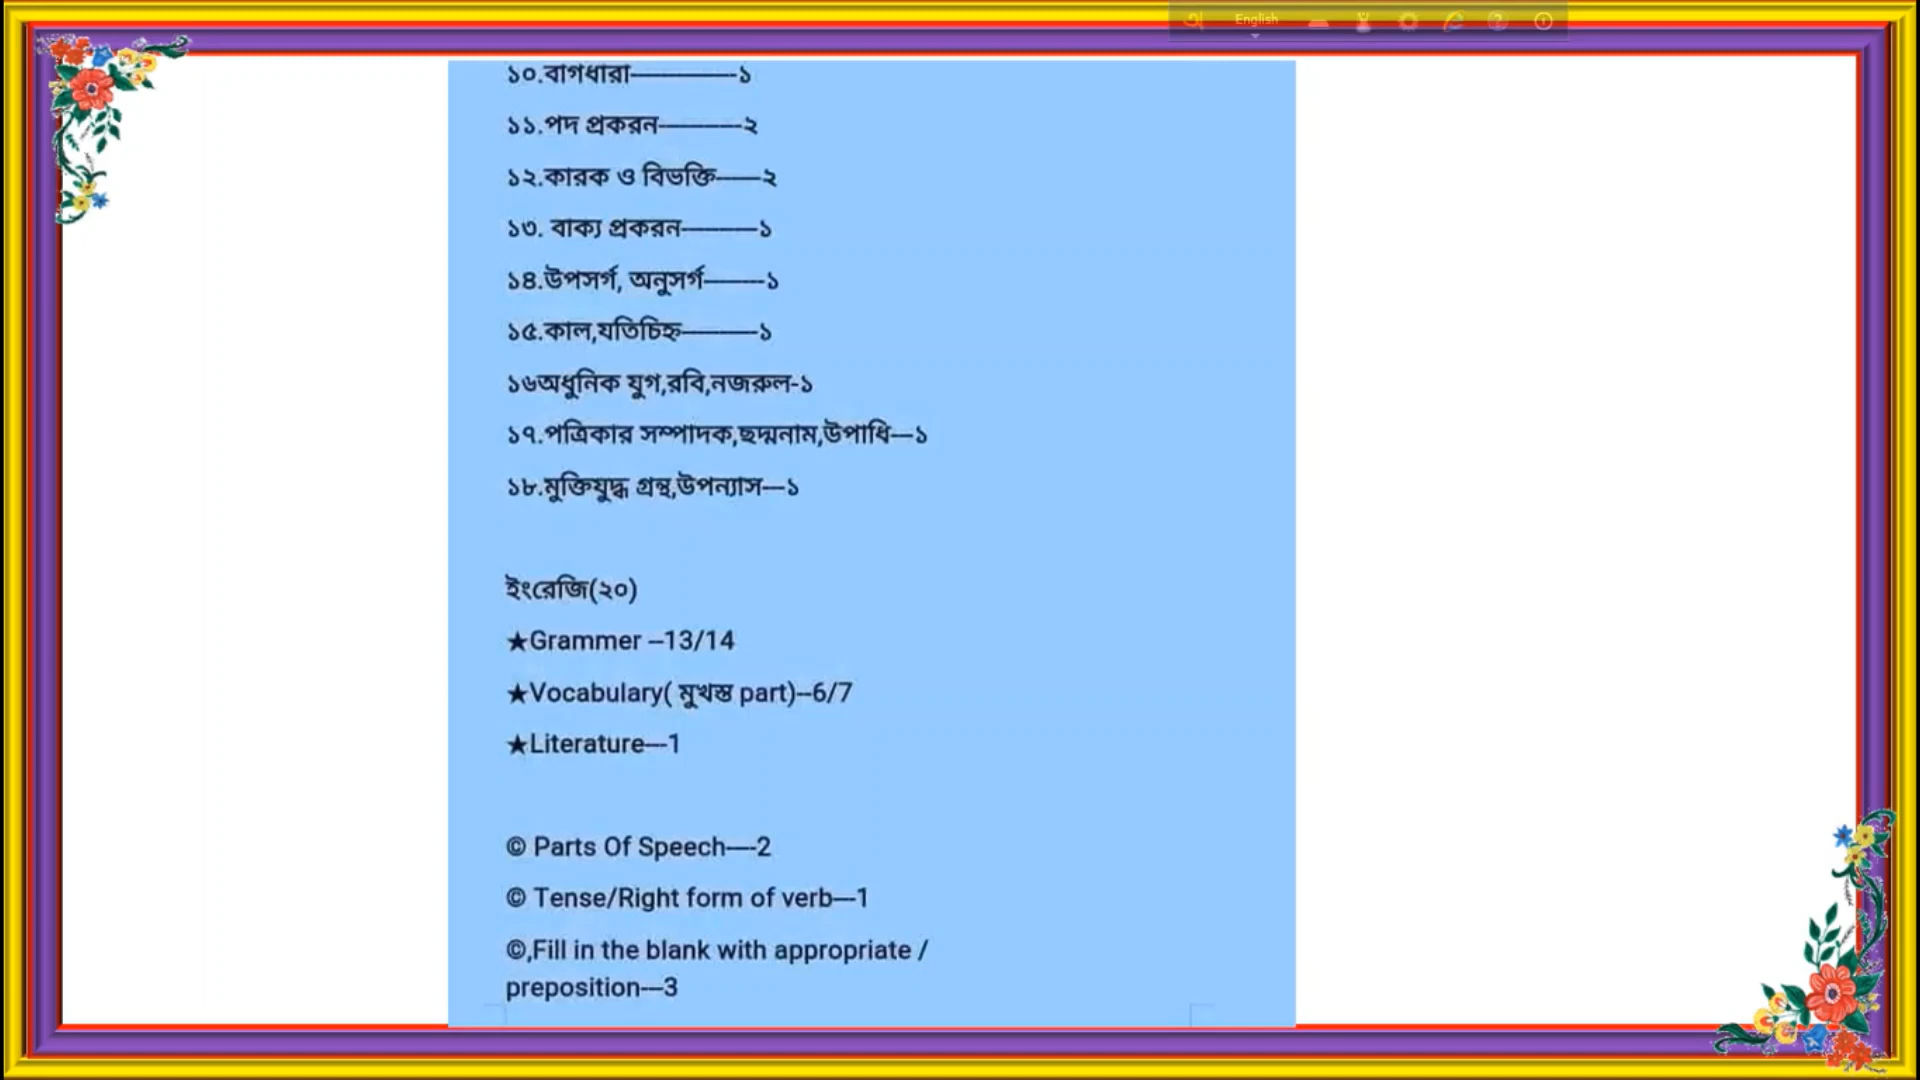 অ English
১০.বাগধারা————–১
১১.পদ প্রকরন———–২
১২.কারক ও বিভক্তি——২
১৩. বাক্য প্রকরন———–১
১৪.উপসর্গ, অনুসর্গ———১
১৫.কাল,যতিচিহ্ন———–১
১৬অধুনিক যুগ,রবি,নজরুল-১
১৭.পত্রিকার সম্পাদক,ছদ্মনাম,উপাধি—১
১৮.মুক্তিযুদ্ধ গ্রন্থ,উপন্যাস—১
ইংরেজি(২০)
★Grammer –13/14
★Vocabulary( মুখস্ত part)–6/7
★Literature—1
© Parts Of Speech—-2
© Tense/Right form of verb—1
©,Fill in the blank with appropriate /
preposition—3